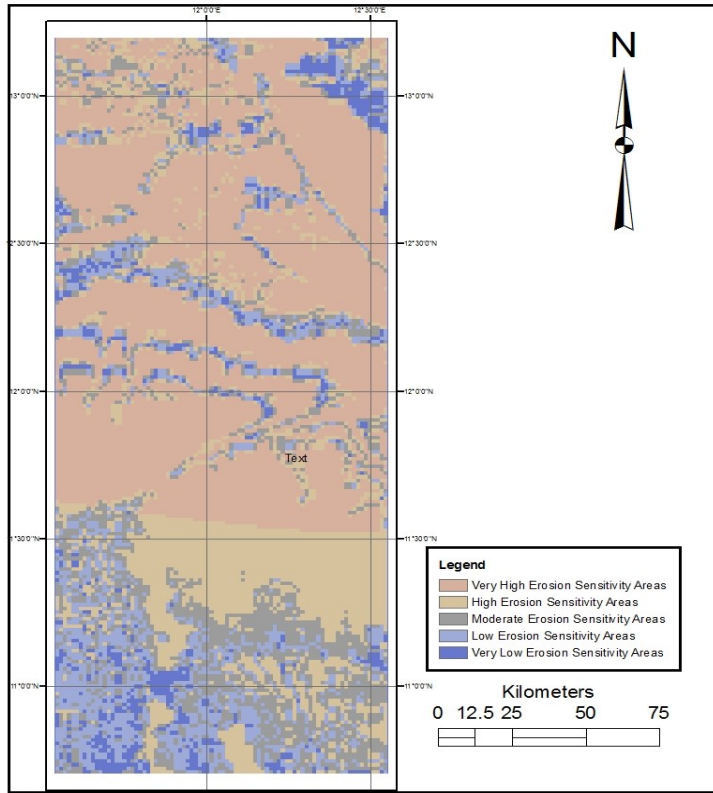 12°0'0"E
12°30'0"E
N
13°0'0"N
13°0'0"N
12°30'0"N
12°30'0"N
12°0'0"N
12°0'0"N
Text
1°30'0"N
11°30'0"N
Legend
Very High Erosion Sensitivity Areas
High Erosion Sensitivity Areas
Moderate Erosion Sensitivity Areas
Low Erosion Sensitivity Areas
Very Low Erosion Sensitivity Areas
11°0'0"N
11°0'0"N
Kilometers
0 12.5 25 50 75